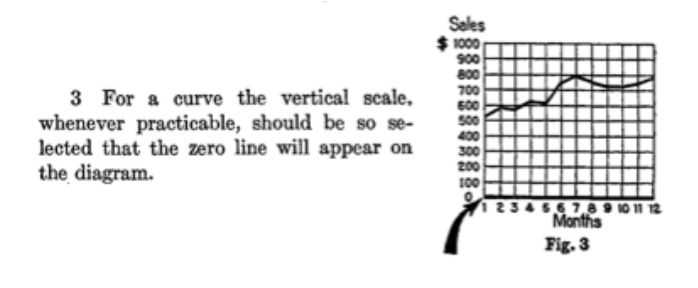 3 For a curve the vertical scale,
whenever practicable, should be so se-
lected that the zero line will appear on
the diagram.
Sales
$ 1000
900
800
700
600
500
400
300
200
100
0
1 2 3 4 5 6 7 8 9 10 11 12
Months
Fig. 3